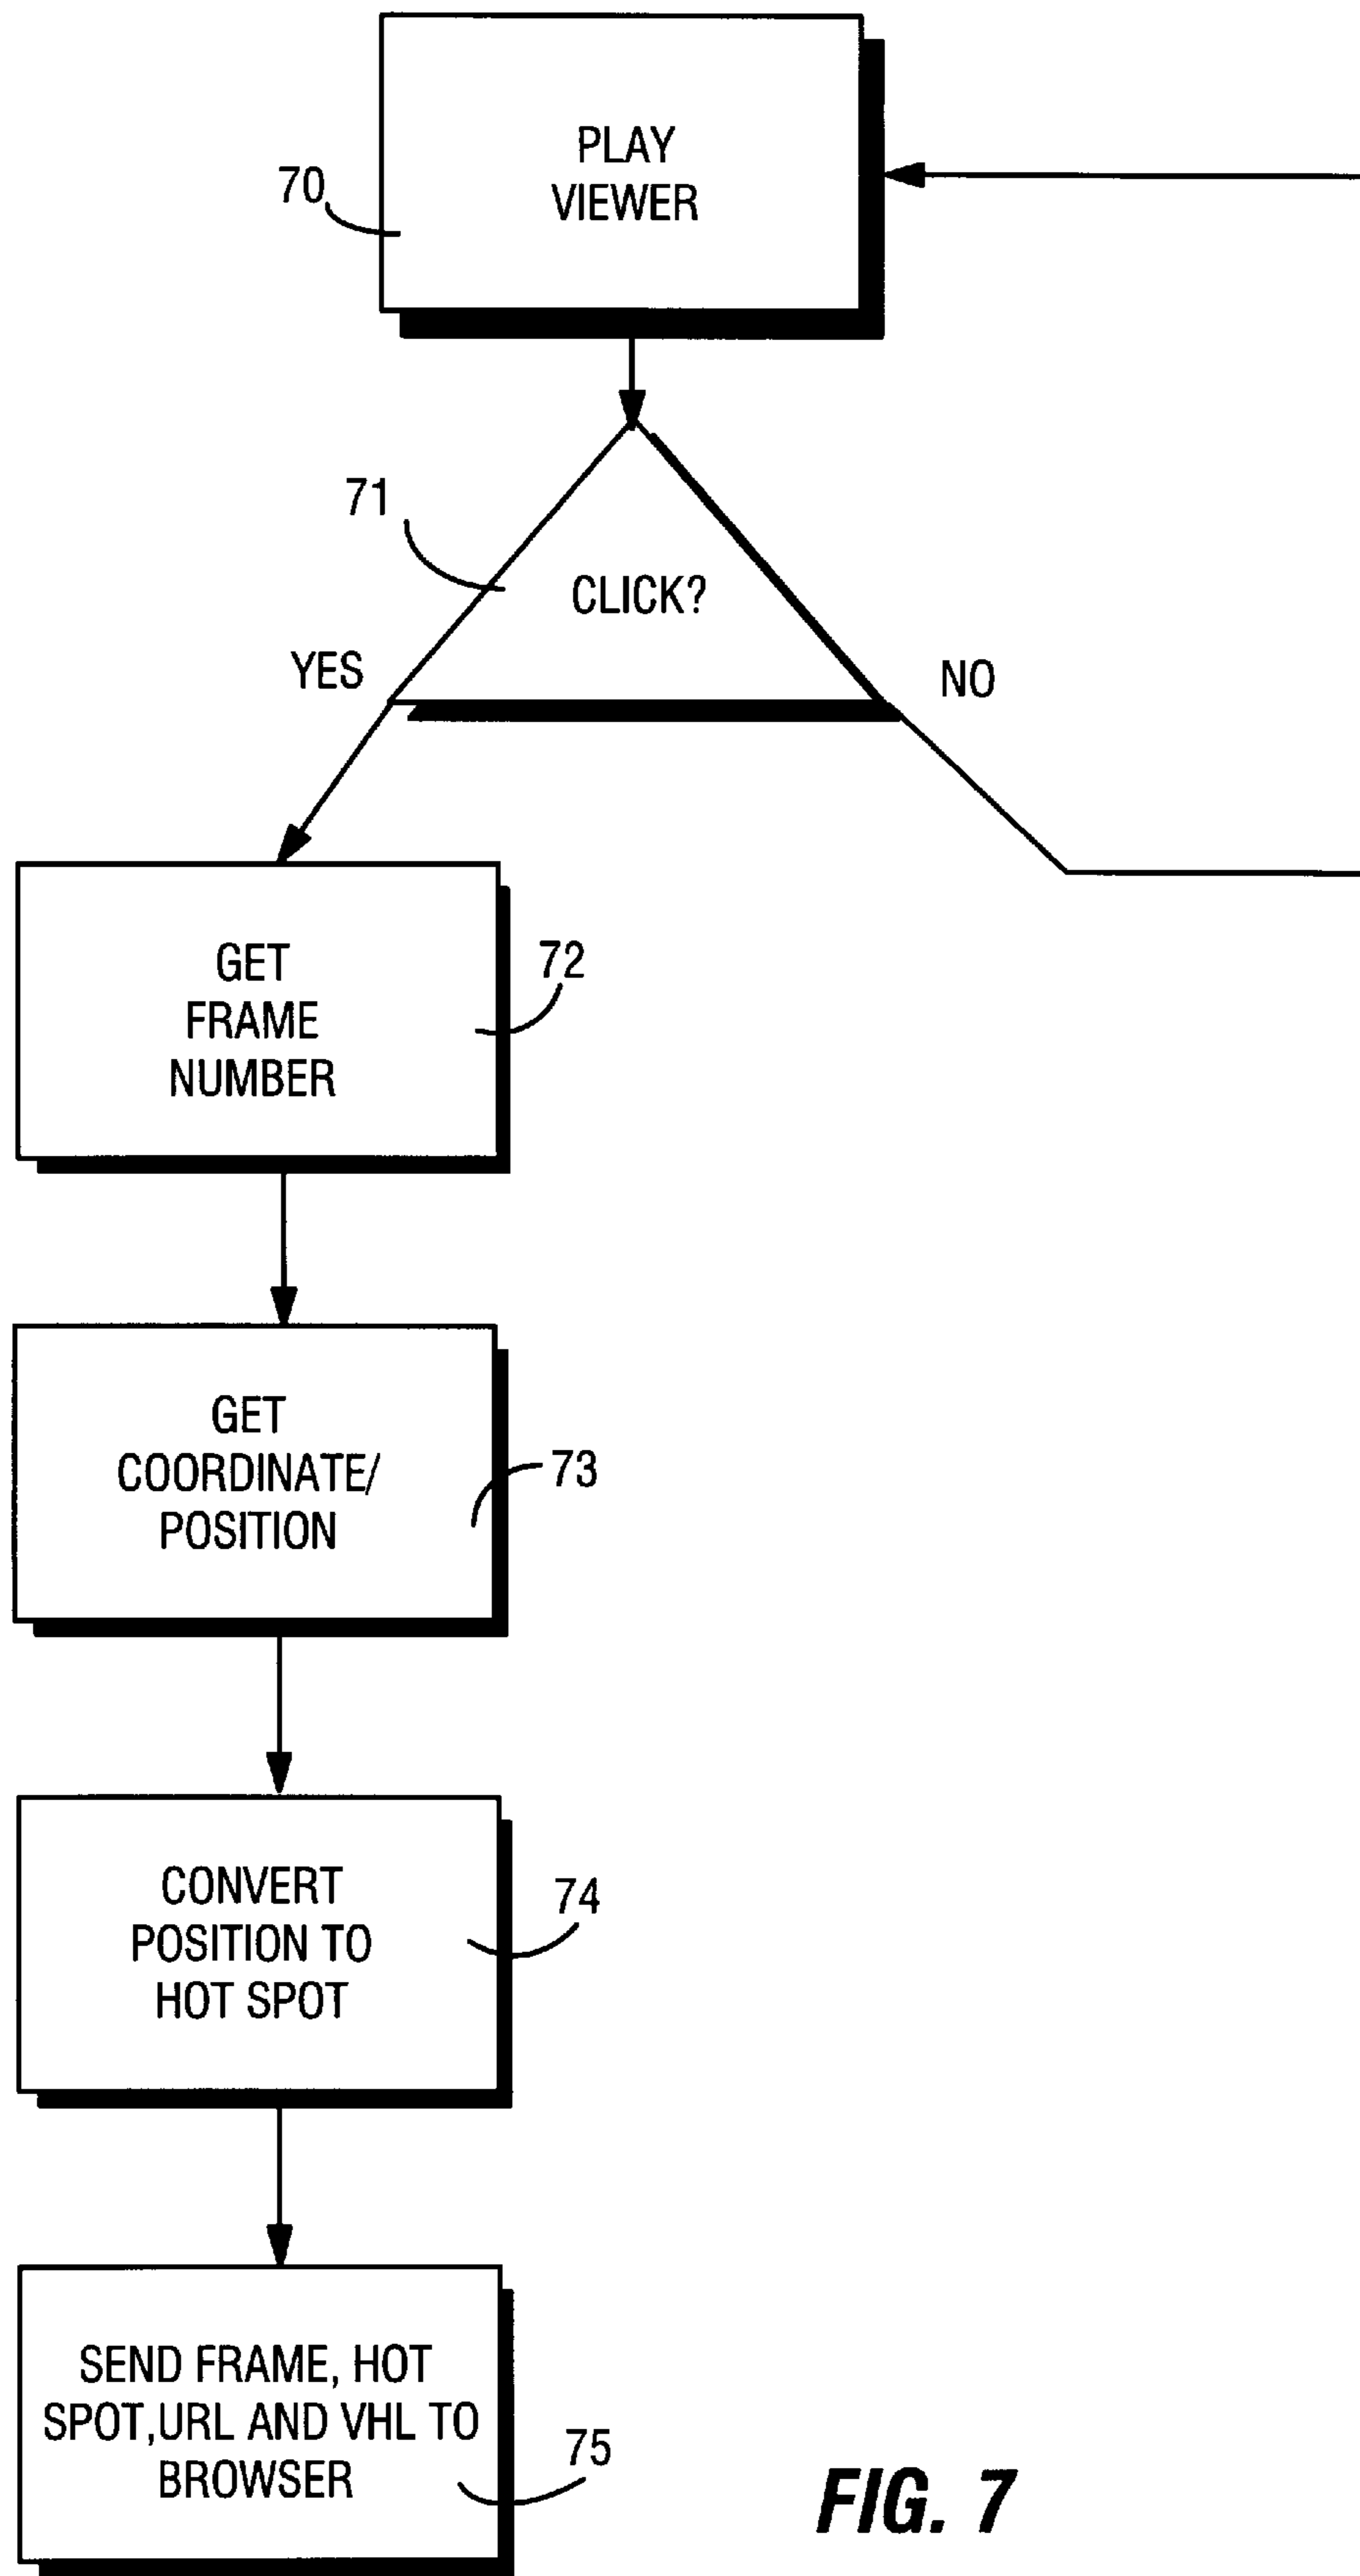 PLAY
VIEWER
70
71
CLICK?
YES
NO
GET
FRAME
NUMBER
72
GET
COORDINATE/
POSITION
73
CONVERT
POSITION TO
HOT SPOT
74
SEND FRAME, HOT
SPOT,URL AND VHL TO
BROWSER
75
FIG. 7